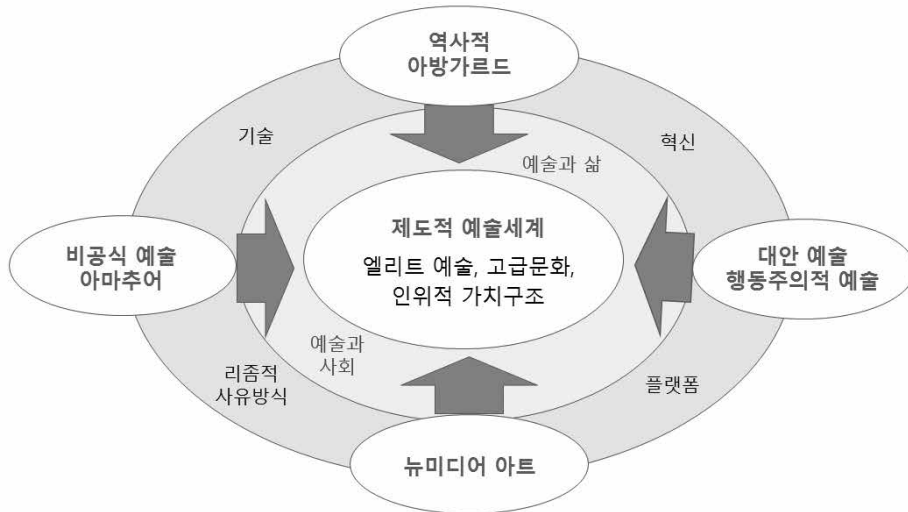 역사적
아방가르드
기술
혁신
예술과 삶
제도적 예술세계
엘리트 예술, 고급문화,
인위적 가치구조
비공식 예술
아마추어
대안 예술
행동주의적 예술
예술과
사회
리좀적
사유방식
플랫폼
뉴미디어 아트